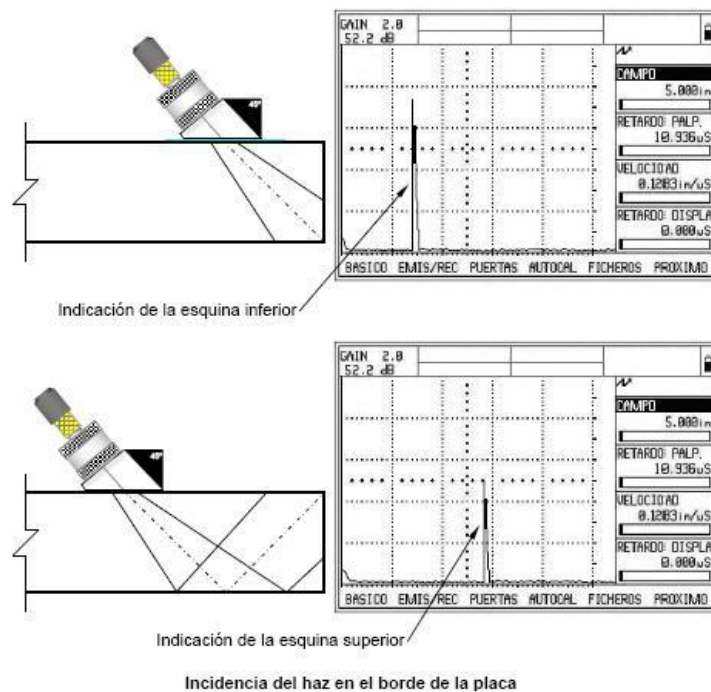 GAIN 2.0
52.2 dB
CAMPO
5.000in
RETARDO: PALP.
10.936uS
VELOCIDAD
0.1283in/uS
RETARDO: DISPLA
0.000uS
BASICO EMIS/REC PUERTAS AUTOCAL FICHEROS PROXIMO
45º
Indicación de la esquina inferior
GAIN 2.0
52.2 dB
CAMPO
5.000in
RETARDO: PALP.
10.936uS
VELOCIDAD
0.1283in/uS
RETARDO: DISPLA
0.000uS
BASICO EMIS/REC PUERTAS AUTOCAL FICHEROS PROXIMO
45º
Indicación de la esquina superior
Incidencia del haz en el borde de la placa